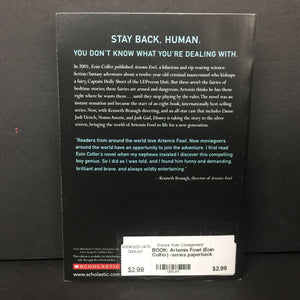 STAY BACK, HUMAN.
YOU DON'T KNOW WHAT YOU'RE DEALING WITH.
In 2001, Eoin Colfer published Artemis Fowl, a hilarious and rip-roaring science-
fiction/fantasy adventure about a twelve-year-old criminal mastermind who kidnaps a
fairy, Captain Holly Short of the LEPrecon Unit. But these aren't the fairies of
bedtime stories; these fairies are armed and dangerous. Artemis thinks he has them
right where he wants them . . . until they stop playing by the rules. The novel was an
instant sensation and became the start of an eight-book, internationally best selling
series. Now, with Kenneth Branagh directing, and an all-star cast that includes Dame
Judi Dench, Nonso Anozie, and Josh Gad, Disney is taking the story to the silver
screen, bringing the world of Artemis Fowl to life for a new generation.
"Readers from around the world love Artemis Fowl. Now moviegoers
around the world have an opportunity to join the adventure. I first read
Eoin Colfer's novel when my nephews insisted I discover this compelling
boy genius. So I did as I was told, and I found him funny and demanding,
brilliant and brave, and always wildly entertaining."
—Kenneth Branagh, director of Artemis Fowl
SCHOLASTIC
www.scholastic.com
Encore Kids Consignment
BOOK: Artemis Fowl (Eoin
Colfer) -series paperback
$2.99
$2.99